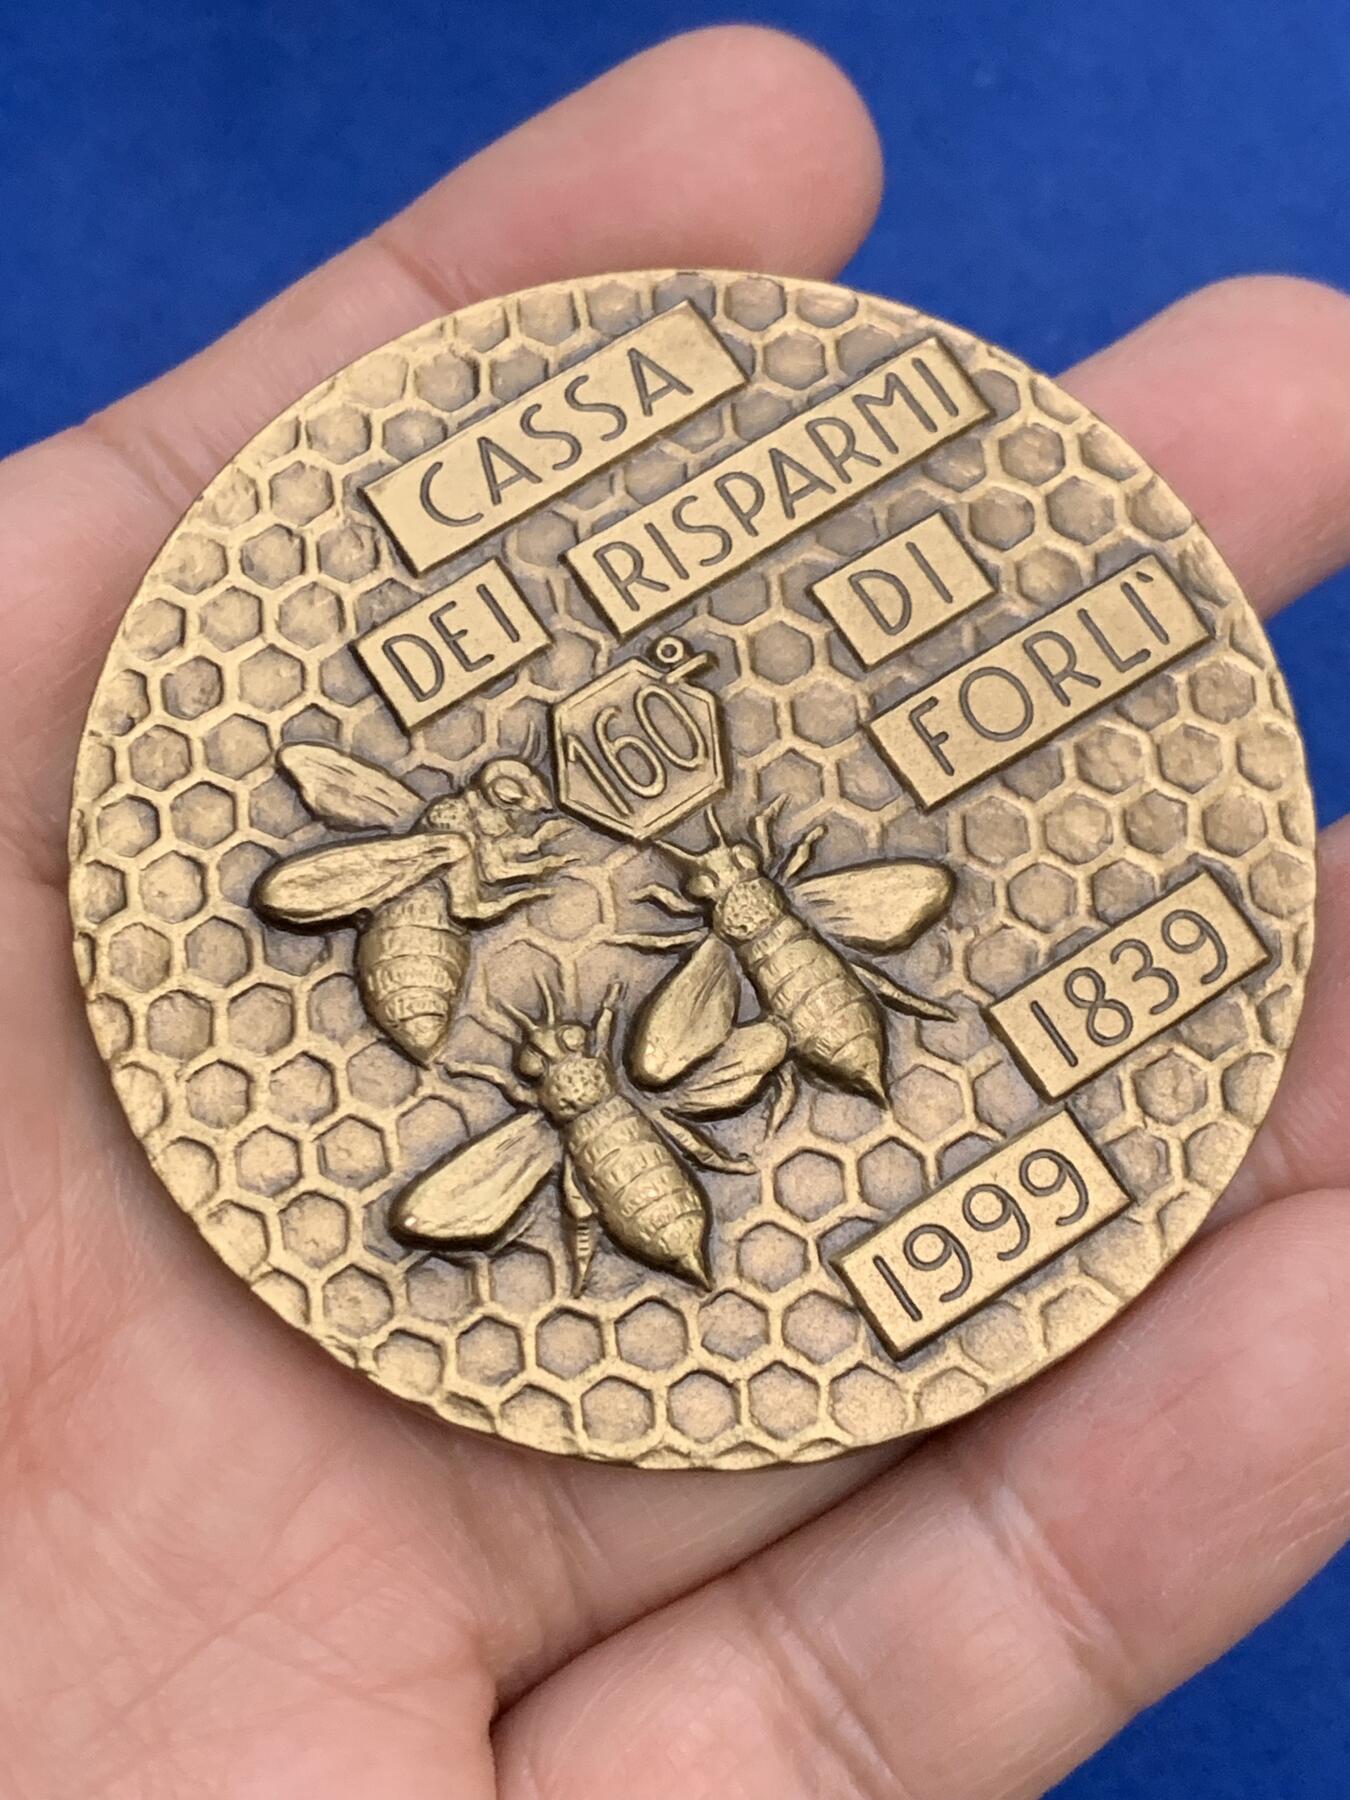 CASSA
DEI RISPARMI
DI
FORLÌ
160
1839
1999